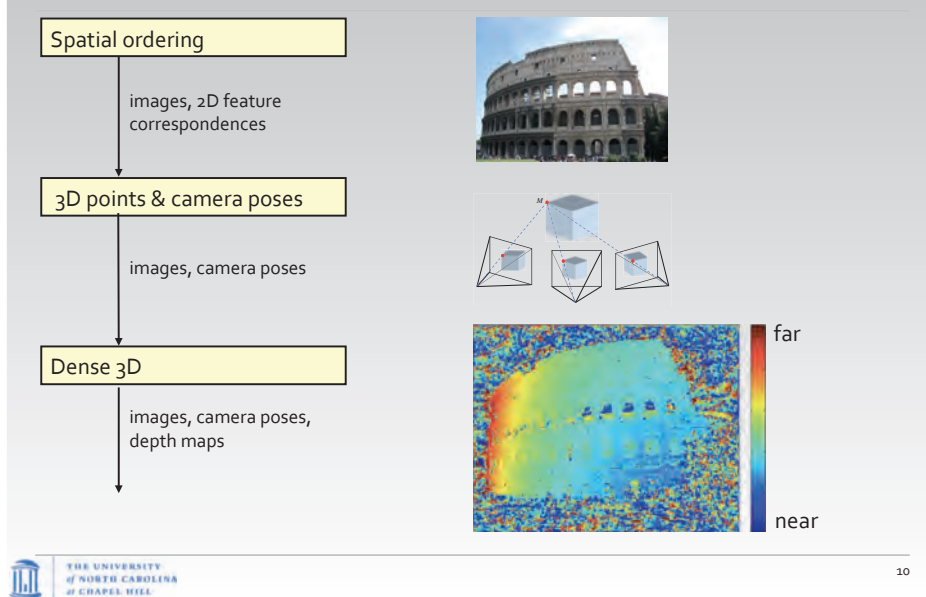 Spatial ordering
images, 2D feature
correspondences
3D points & camera poses
M
images, camera poses
Dense 3D
far
images, camera poses,
depth maps
near
THE UNIVERSITY
of NORTH CAROLINA
at CHAPEL HILL
10